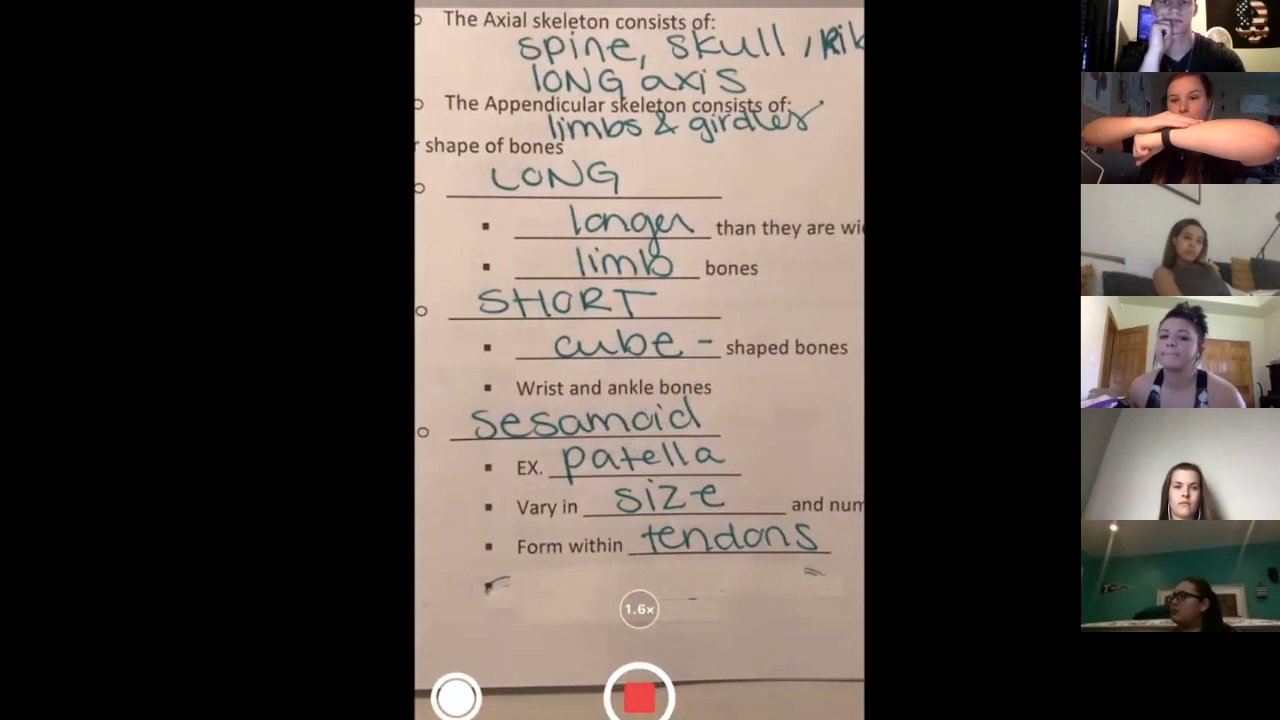 The Axial skeleton consists of:
spine, skull,
LONG axis
The Appendicular skeleton consists of:
limbs & girdles
shape of bones
LONG
longer than they are wi
limb bones
SHORT
cube - shaped bones
Wrist and ankle bones
sesamoid
EX. patella
Vary in size and num
Form within tendons
1.6×